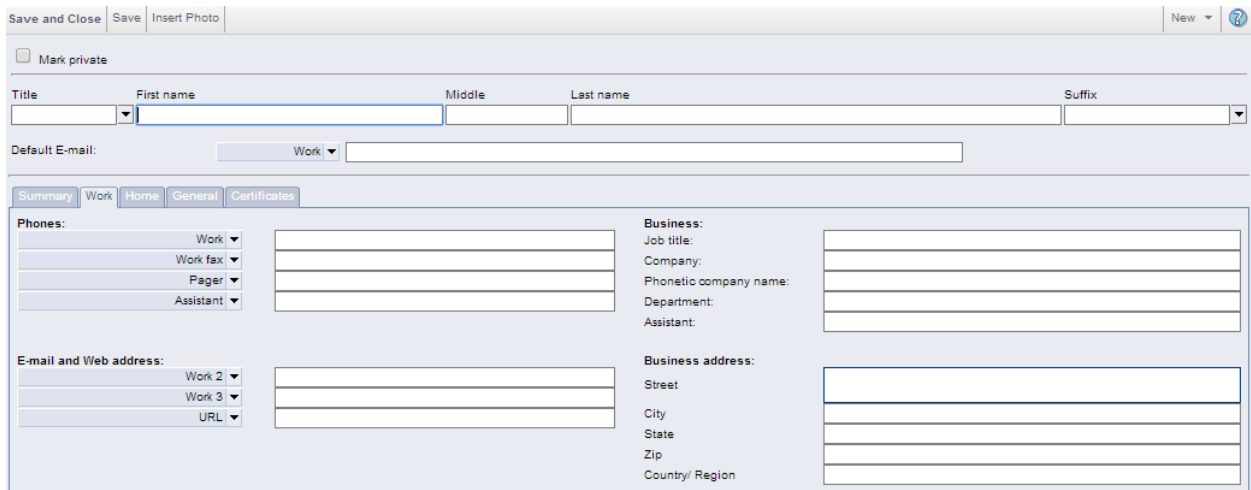 Save and Close Save Insert Photo New
Mark private
Title First name Middle Last name Suffix
Default E-mail: Work
Summary Work Home General Certificates
Phones:
Work
Work fax
Pager
Assistant
Business:
Job title:
Company:
Phonetic company name:
Department:
Assistant:
E-mail and Web address:
Work 2
Work 3
URL
Business address:
Street
City
State
Zip
Country/ Region